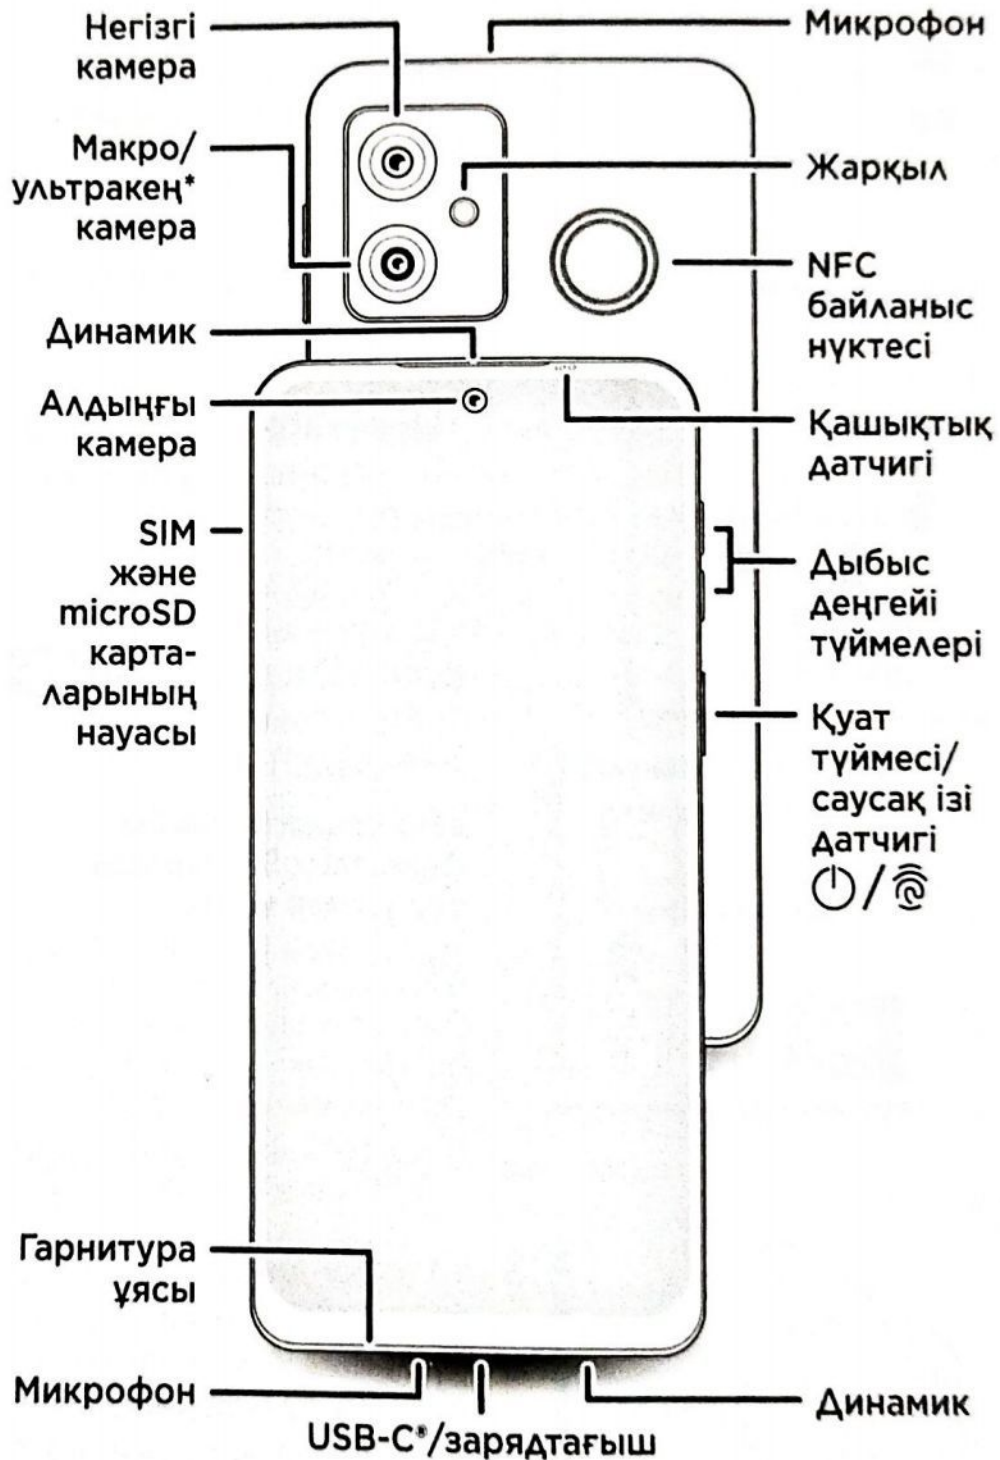 Негізгі
камера
Микрофон
Макро/
ультракең*
камера
Жарқыл
NFC
байланыс
нүктесі
Динамик
Алдыңғы
камера
Қашықтық
датчигі
SIM
және
microSD
карта-
ларының
науасы
Дыбыс
деңгейі
түймелері
Қуат
түймесі/
саусақ ізі
датчигі
/
Гарнитура
ұясы
Микрофон
USB-C®/зарядтағыш
Динамик